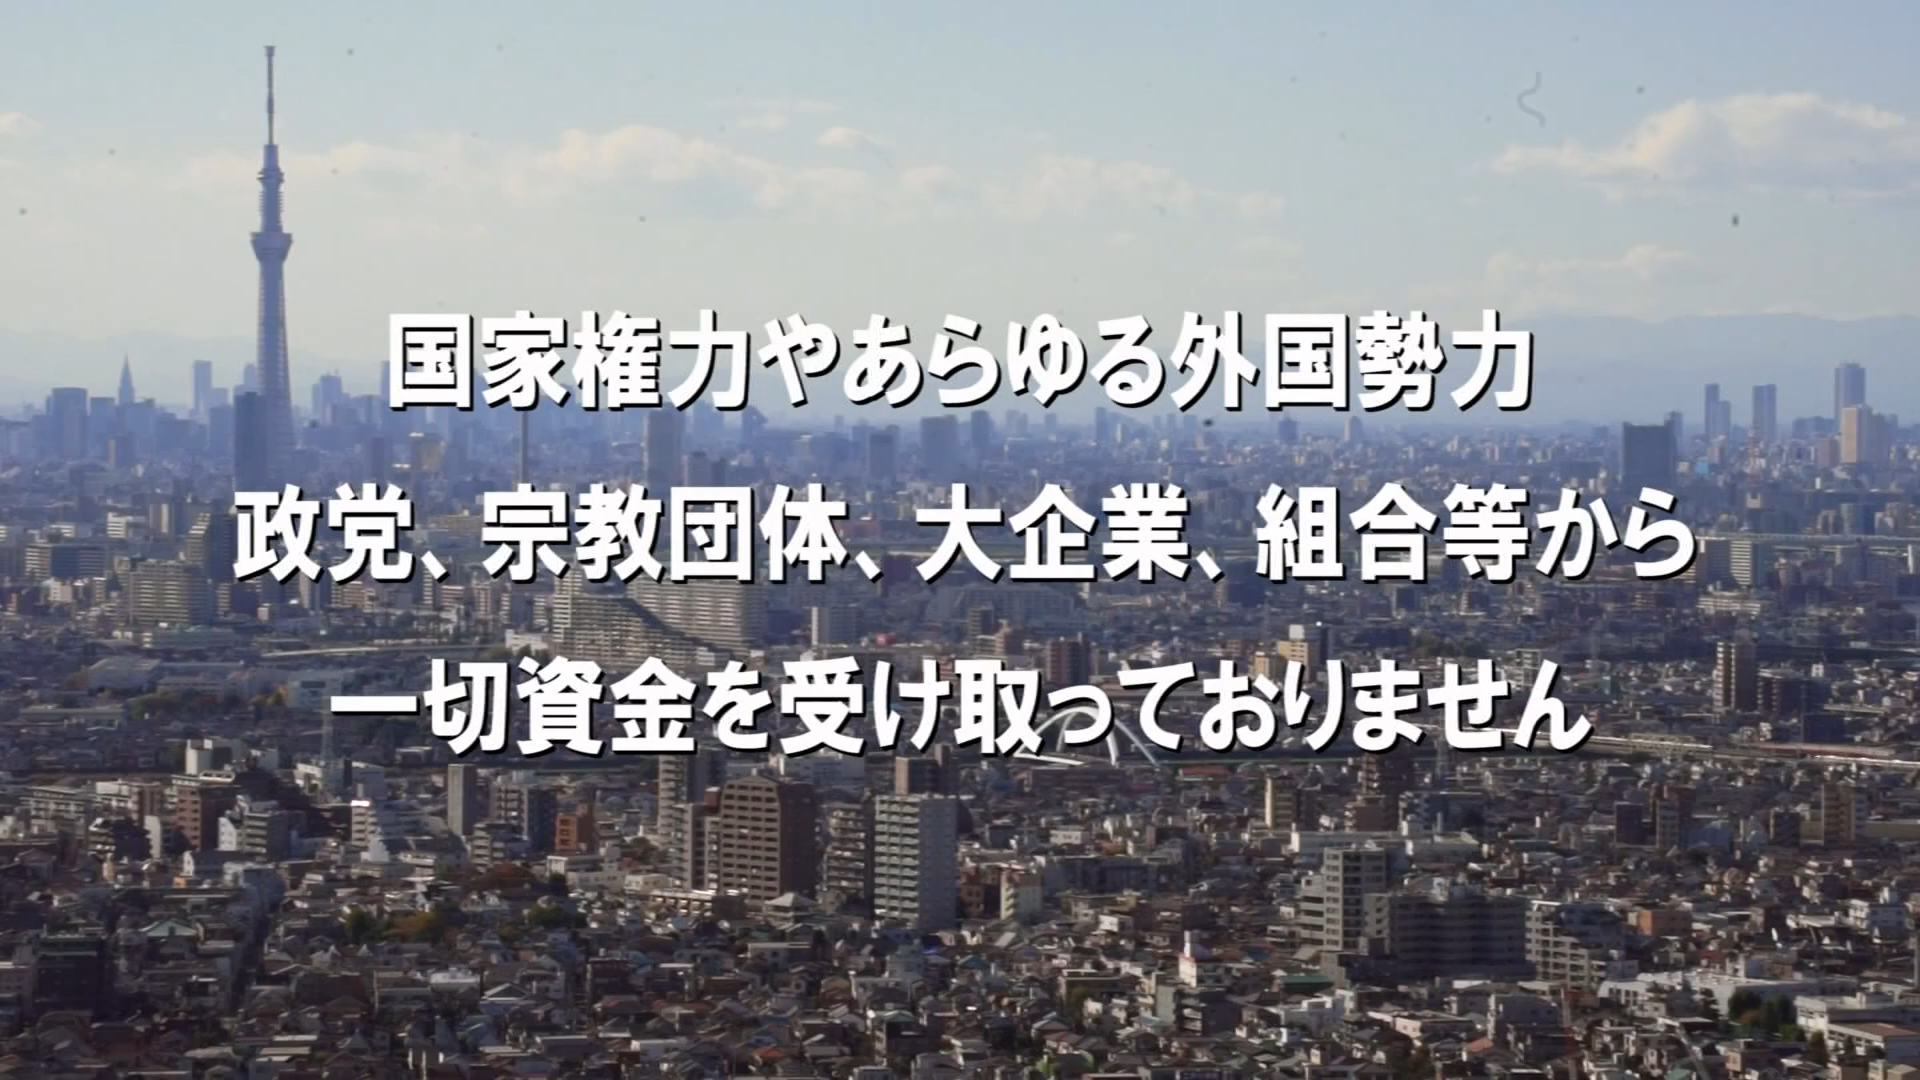 国家権力やあらゆる外国勢力
政党、宗教団体、大企業、組合等から
一切資金を受け取っておりません